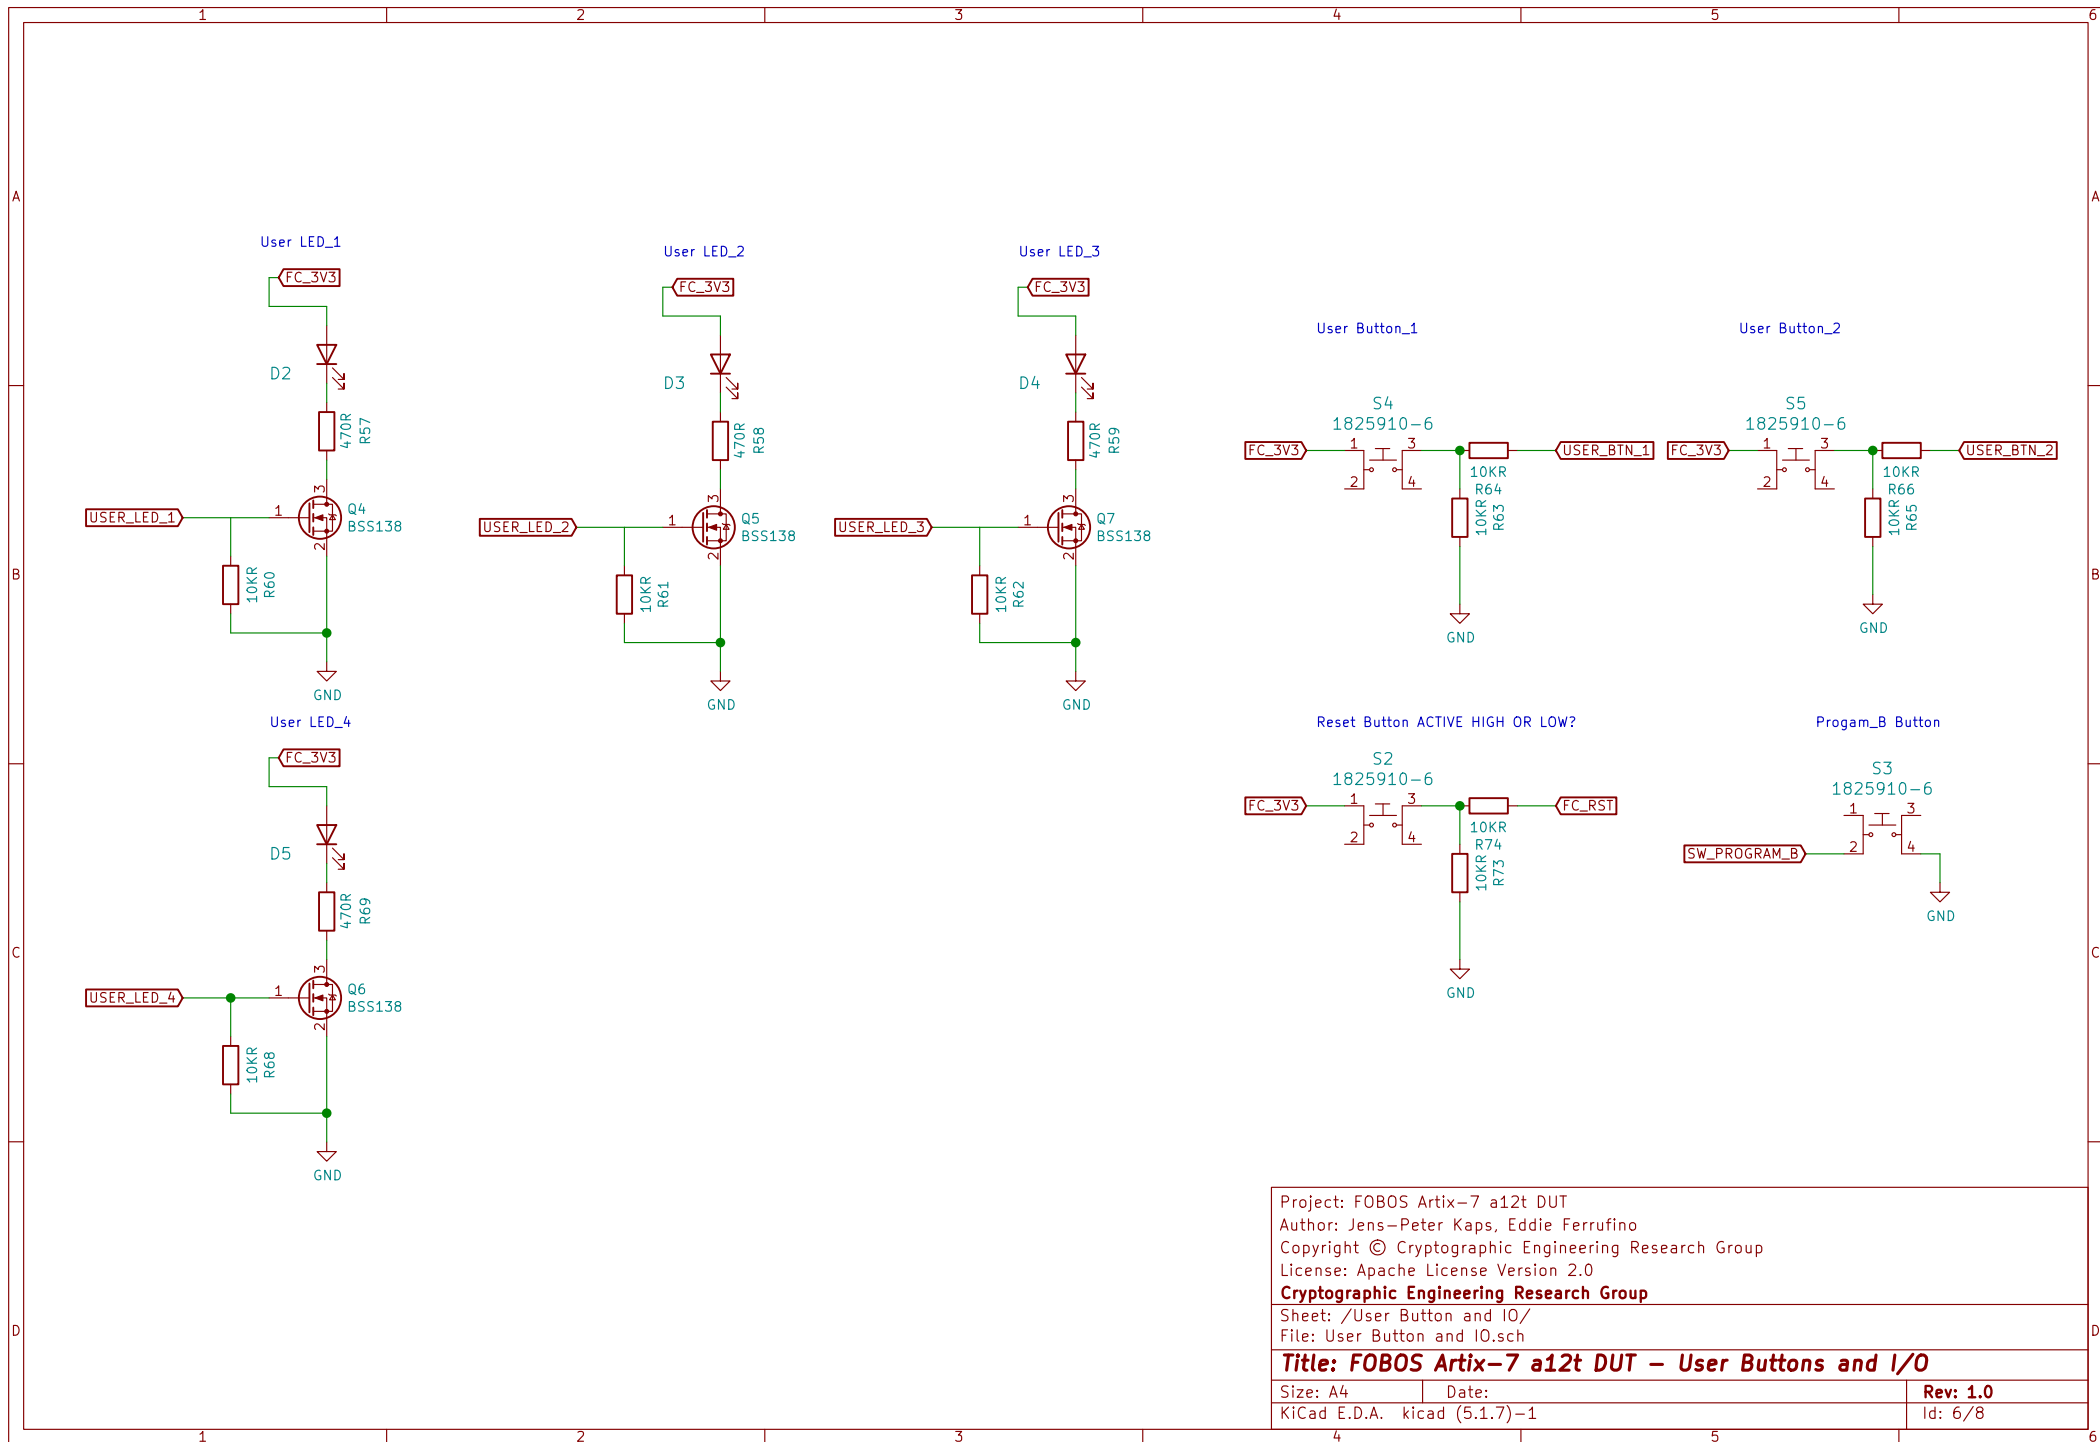 1 2 3 4 5 6
A A
B B
C C
D D
User LED_1
FC_3V3
D2
470R
R57
3
USER_LED_1
1
Q4
BSS138
2
10KR
R60
GND
User LED_2
FC_3V3
D3
470R
R58
3
USER_LED_2
1
Q5
BSS138
2
10KR
R61
GND
User LED_3
FC_3V3
D4
470R
R59
3
USER_LED_3
1
Q7
BSS138
2
10KR
R62
GND
User Button_1
S4
1825910-6
FC_3V3
1 3
2 4
USER_BTN_1
10KR
R64
10KR
R63
GND
User Button_2
S5
1825910-6
FC_3V3
1 3
2 4
USER_BTN_2
10KR
R66
10KR
R65
GND
User LED_4
FC_3V3
D5
470R
R69
3
USER_LED_4
1
Q6
BSS138
2
10KR
R68
GND
Reset Button ACTIVE HIGH OR LOW?
S2
1825910-6
FC_3V3
1 3
2 4
FC_RST
10KR
R74
10KR
R73
GND
Progam_B Button
S3
1825910-6
1 3
2 4
SW_PROGRAM_B
GND
Project: FOBOS Artix-7 a12t DUT
Author: Jens-Peter Kaps, Eddie Ferrufino
Copyright © Cryptographic Engineering Research Group
License: Apache License Version 2.0
Cryptographic Engineering Research Group
Sheet: /User Button and IO/
File: User Button and IO.sch
Title: FOBOS Artix-7 a12t DUT - User Buttons and I/O
Size: A4 Date: Rev: 1.0
KiCad E.D.A. kicad (5.1.7)-1 Id: 6/8
1 2 3 4 5 6